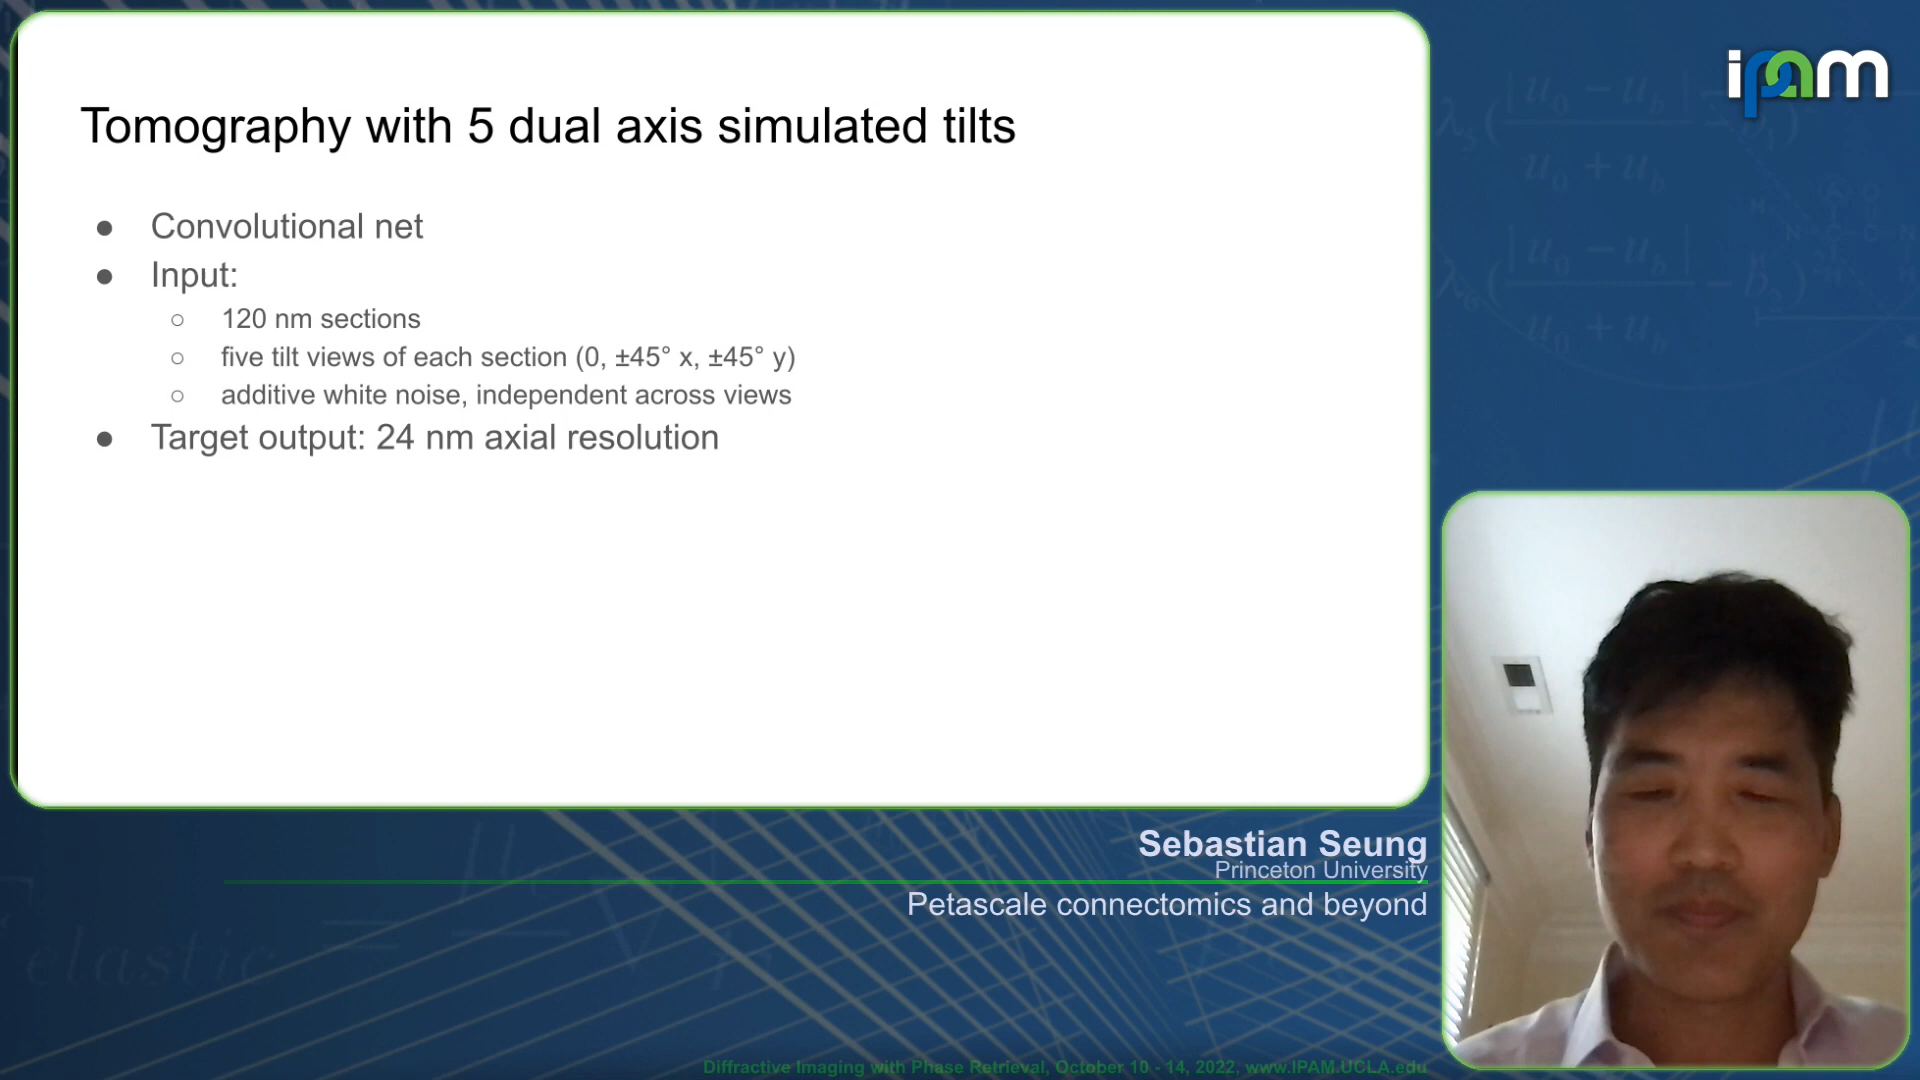 Tomography with 5 dual axis simulated tilts
● Convolutional net
● Input:
○ 120 nm sections
○ five tilt views of each section (0, ±45° x, ±45° y)
○ additive white noise, independent across views
● Target output: 24 nm axial resolution
ipam
Sebastian Seung
Princeton University
Petascale connectomics and beyond
Diffractive Imaging with Phase Retrieval, October 10 - 14, 2022, www.IPAM.UCLA.edu
elastic